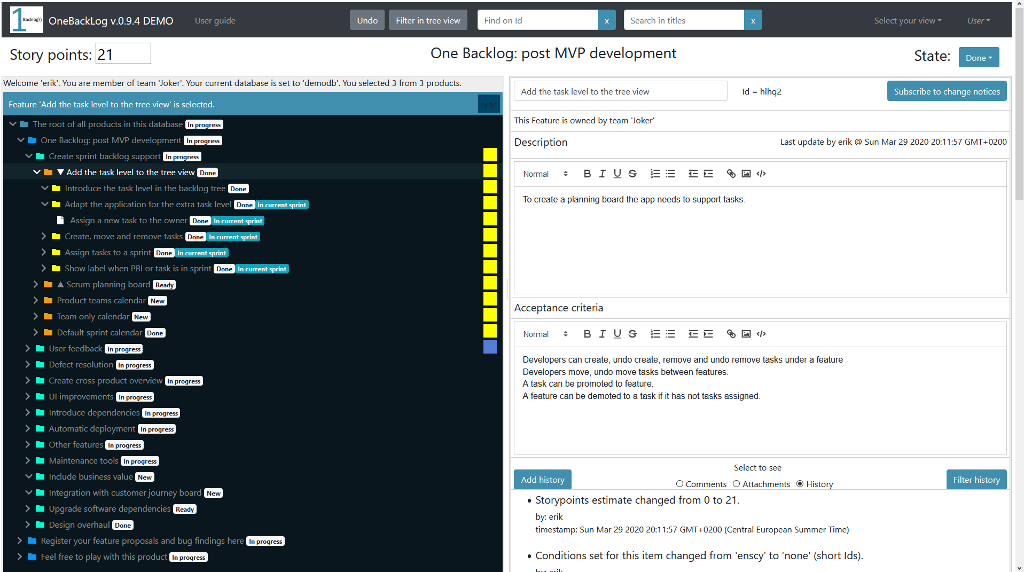 1 Backlog(!) OneBackLog v.0.9.4 DEMO User guide Undo Filter in tree view Find on Id x Search in titles x Select your view User
Story points: 21 One Backlog: post MVP development State: Done
Welcome 'erik'. You are member of team 'Joker'. Your current database is set to 'demodb'. You selected 3 from 3 products.
Feature 'Add the task level to the tree view' is selected.
The root of all products in this database In progress
One Backlog: post MVP development In progress
Create sprint backlog support In progress
▼ Add the task level to the tree view Done
Introduce the task level in the backlog tree Done
Adapt the application for the extra task level Done In current sprint
Assign a new task to the owner Done In current sprint
Create, move and remove tasks Done In current sprint
Assign tasks to a sprint Done In current sprint
Show label when PBI or task is in sprint Done In current sprint
▲ Scrum planning board Ready
Product teams calendar New
Team only calendar New
Default sprint calendar Done
User feedback In progress
Defect resolution In progress
Create cross product overview In progress
UI improvements In progress
Introduce dependencies In progress
Automatic deployment In progress
Other features In progress
Maintenance tools In progress
Include business value New
Integration with customer journey board New
Upgrade software dependencies Ready
Design overhaul Done
Register your feature proposals and bug findings here In progress
Feel free to play with this product In progress
Add the task level to the tree view Id = hlhq2 Subscribe to change notices
This Feature is owned by team 'Joker'
Description Last update by erik @ Sun Mar 29 2020 20:11:57 GMT+0200
Normal B I U S
To create a planning board the app needs to support tasks.
Acceptance criteria
Normal B I U S
Developers can create, undo create, remove and undo remove tasks under a feature
Developers move, undo move tasks between features.
A task can be promoted to feature.
A feature can be demoted to a task if it has not tasks assigned.
Select to see
Add history Comments Attachments History Filter history
• Storypoints estimate changed from 0 to 21.
by: erik
timestamp: Sun Mar 29 2020 20:11:57 GMT+0200 (Central European Summer Time)
• Conditions set for this item changed from 'enscy' to 'none' (short Ids).
by: erik